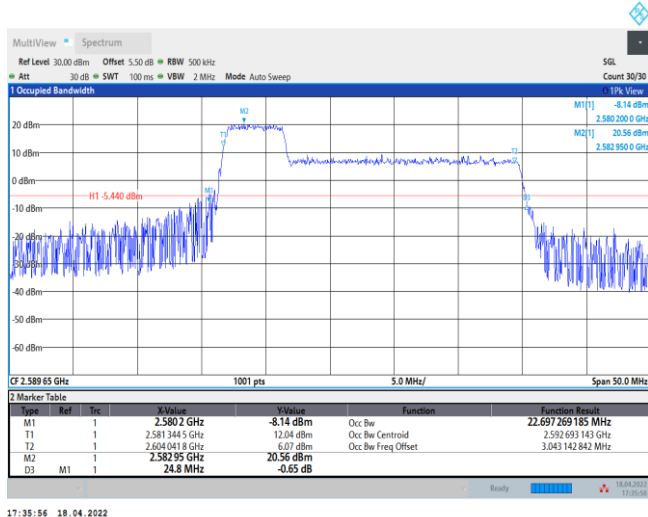 MultiView Spectrum
Ref Level 30.00 dBm Offset 5.50 dB RBW 500 kHz SGL
Att 30 dB SWT 100 ms VBW 2 MHz Mode Auto Sweep Count 30/30
1 Occupied Bandwidth 1Pk View
M1[1] -8.14 dBm
2.580 200 0 GHz
M2[1] 20.56 dBm
2.582 950 0 GHz
M2
20 dBm
T1
10 dBm
T2
0 dBm
M1
H1 -5.440 dBm
-10 dBm
-20 dBm
-30 dBm
-40 dBm
-50 dBm
-60 dBm
CF 2.589 65 GHz 1001 pts 5.0 MHz/ Span 50.0 MHz
2 Marker Table
Type Ref Trc X-Value Y-Value Function Function Result
M1 1 2.580 2 GHz -8.14 dBm Occ Bw 22.697 269 185 MHz
T1 1 2.581 344 5 GHz 12.04 dBm Occ Bw Centroid 2.592 693 143 GHz
T2 1 2.604 041 8 GHz 6.07 dBm Occ Bw Freq Offset 3.043 142 842 MHz
M2 1 2.582 95 GHz 20.56 dBm
D3 M1 1 24.8 MHz -0.65 dB
Ready 18.04.2022
17:35:56
17:35:56 18.04.2022